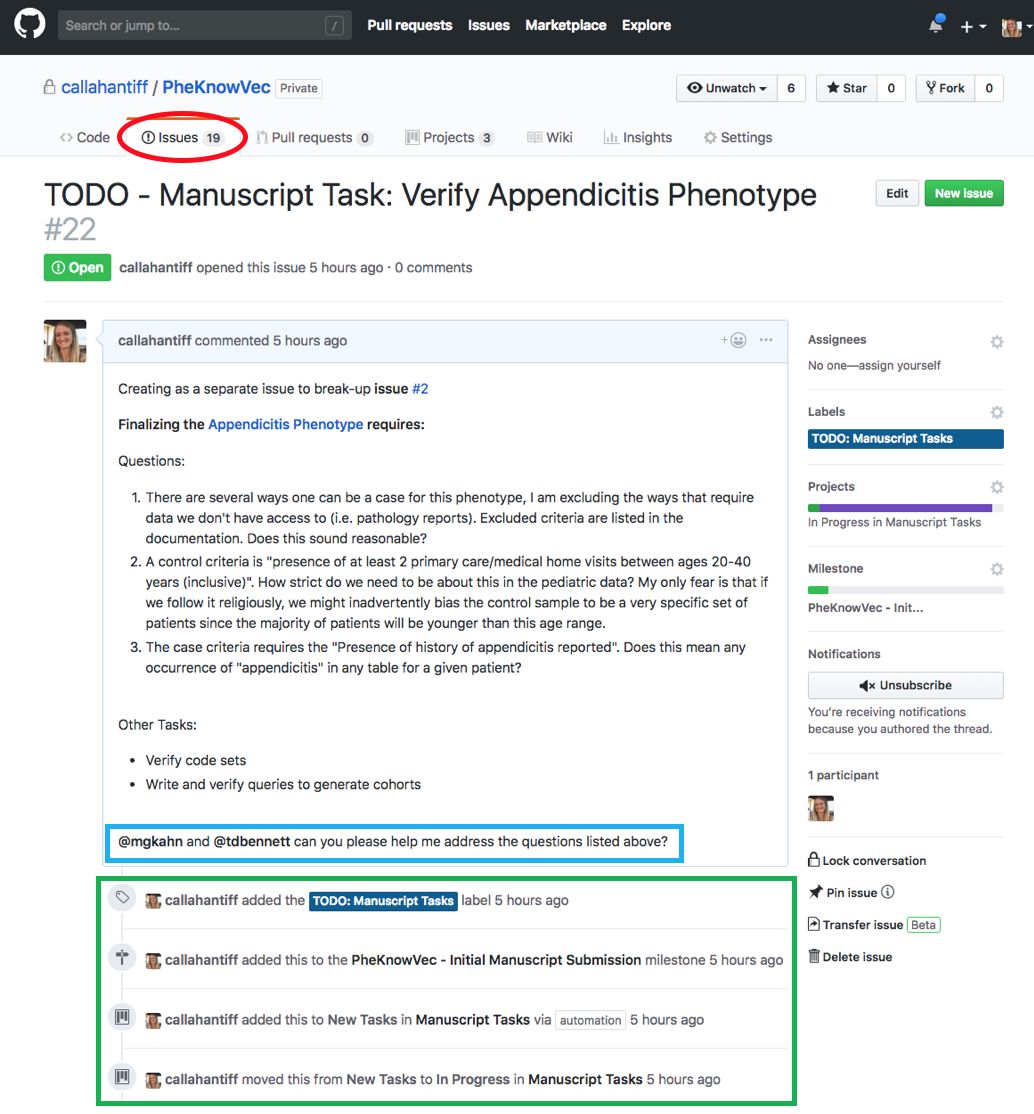 Search or jump to... / Pull requests Issues Marketplace Explore
callahantiff / PheKnowVec Private
Unwatch 6 Star 0 Fork 0
Code Issues 19 Pull requests 0 Projects 3 Wiki Insights Settings
TODO - Manuscript Task: Verify Appendicitis Phenotype
#22
Edit New issue
Open callahantiff opened this issue 5 hours ago · 0 comments
callahantiff commented 5 hours ago
Creating as a separate issue to break-up issue #2
Finalizing the Appendicitis Phenotype requires:
Questions:
1. There are several ways one can be a case for this phenotype, I am excluding the ways that require
data we don't have access to (i.e. pathology reports). Excluded criteria are listed in the
documentation. Does this sound reasonable?
2. A control criteria is "presence of at least 2 primary care/medical home visits between ages 20-40
years (inclusive)". How strict do we need to be about this in the pediatric data? My only fear is that if
we follow it religiously, we might inadvertently bias the control sample to be a very specific set of
patients since the majority of patients will be younger than this age range.
3. The case criteria requires the "Presence of history of appendicitis reported". Does this mean any
occurrence of "appendicitis" in any table for a given patient?
Other Tasks:
• Verify code sets
• Write and verify queries to generate cohorts
@mgkahn and @tdbennett can you please help me address the questions listed above?
callahantiff added the TODO: Manuscript Tasks label 5 hours ago
callahantiff added this to the PheKnowVec - Initial Manuscript Submission milestone 5 hours ago
callahantiff added this to New Tasks in Manuscript Tasks via automation 5 hours ago
callahantiff moved this from New Tasks to In Progress in Manuscript Tasks 5 hours ago
Assignees
No one—assign yourself
Labels
TODO: Manuscript Tasks
Projects
In Progress in Manuscript Tasks
Milestone
PheKnowVec - Init...
Notifications
Unsubscribe
You're receiving notifications
because you authored the thread.
1 participant
Lock conversation
Pin issue
Transfer issue Beta
Delete issue